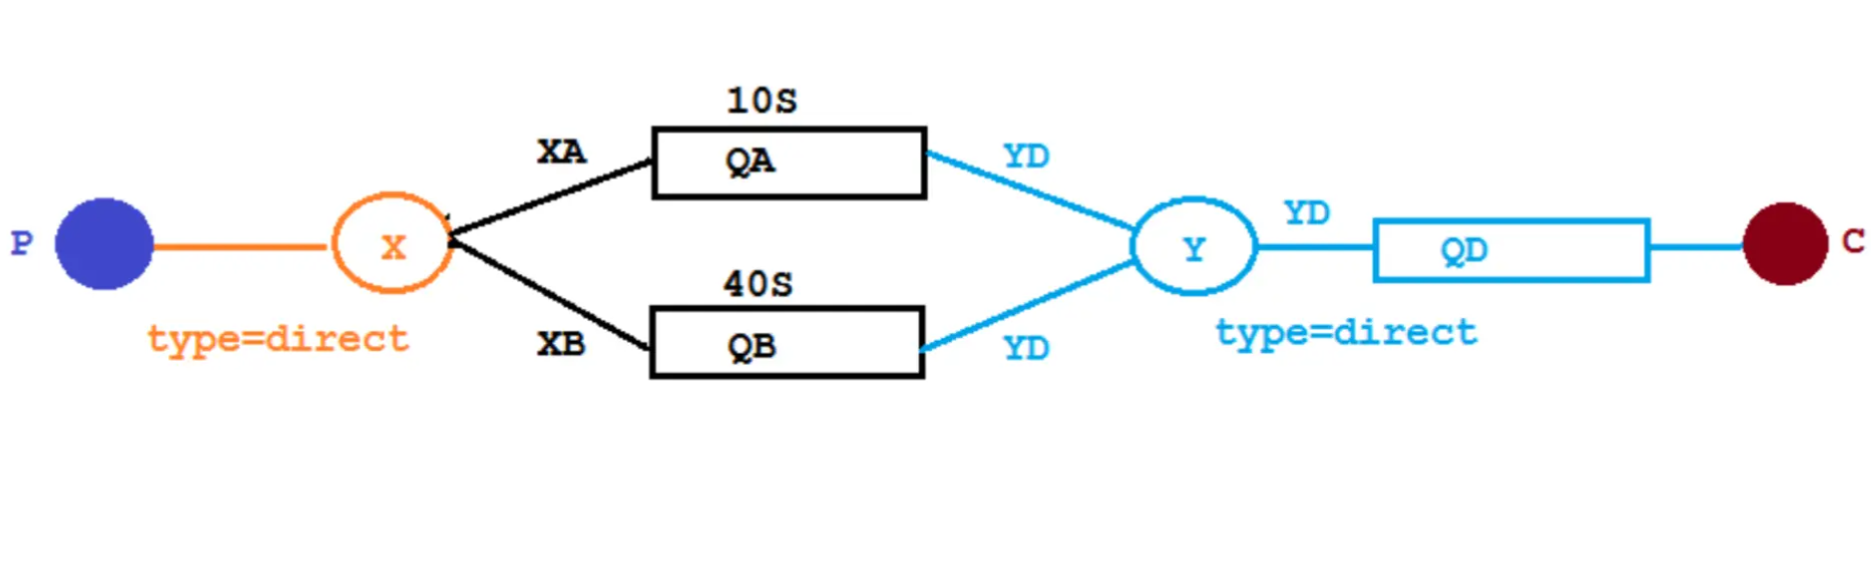 P
X
type=direct
XA
XB
10S
QA
40S
QB
YD
YD
Y
type=direct
YD
QD
C